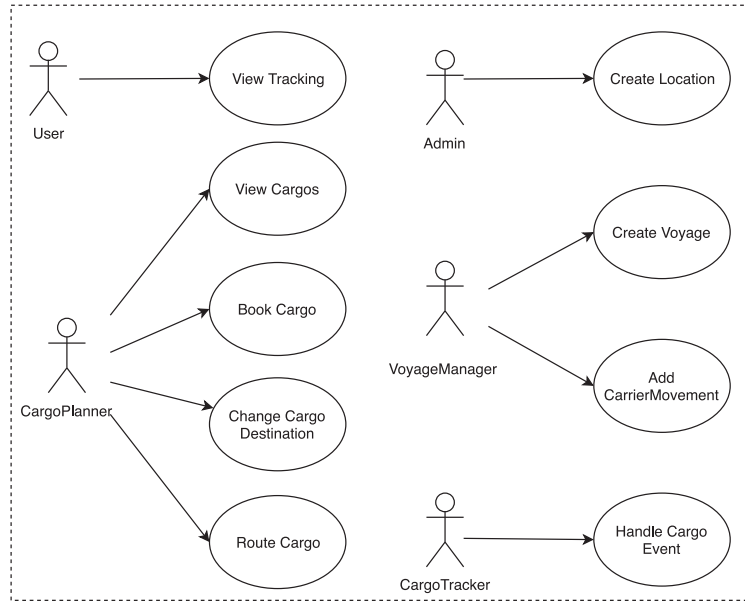 View Tracking
User
View Cargos
Book Cargo
CargoPlanner
Change Cargo
Destination
Route Cargo
Create Location
Admin
Create Voyage
VoyageManager
Add
CarrierMovement
Handle Cargo
Event
CargoTracker